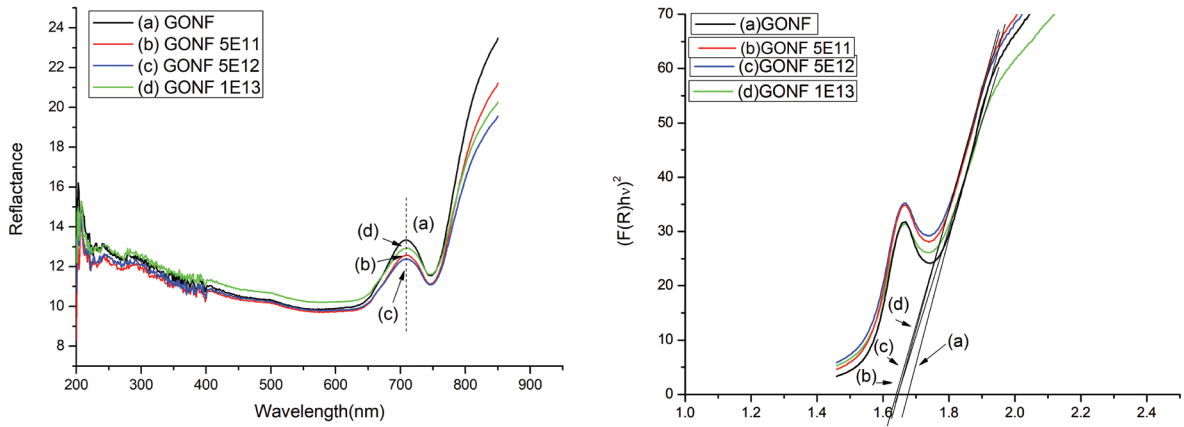 (a) GONF
(b) GONF 5E11
(c) GONF 5E12
(d) GONF 1E13
Reflactance
24
22
20
18
16
14
12
10
8
(a)
(d)
(b)
(c)
200 300 400 500 600 700 800 900
Wavelength(nm)
(a)GONF
(b)GONF 5E11
(c)GONF 5E12
(d)GONF 1E13
(F(R)hν)²
70
60
50
40
30
20
10
0
(d)
(c)
(a)
(b)
1.0 1.2 1.4 1.6 1.8 2.0 2.2 2.4